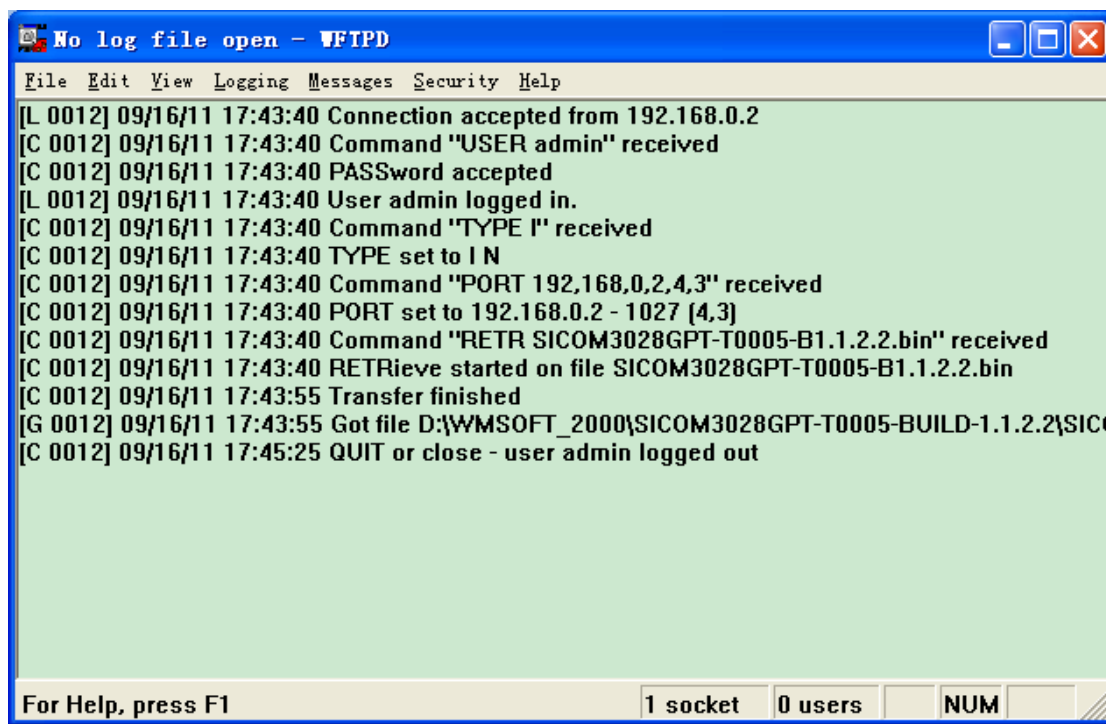 No log file open - WFTPD
File Edit View Logging Messages Security Help
[L 0012] 09/16/11 17:43:40 Connection accepted from 192.168.0.2
[C 0012] 09/16/11 17:43:40 Command "USER admin" received
[C 0012] 09/16/11 17:43:40 PASSword accepted
[L 0012] 09/16/11 17:43:40 User admin logged in.
[C 0012] 09/16/11 17:43:40 Command "TYPE I" received
[C 0012] 09/16/11 17:43:40 TYPE set to I N
[C 0012] 09/16/11 17:43:40 Command "PORT 192,168,0,2,4,3" received
[C 0012] 09/16/11 17:43:40 PORT set to 192.168.0.2 - 1027 (4,3)
[C 0012] 09/16/11 17:43:40 Command "RETR SICOM3028GPT-T0005-B1.1.2.2.bin" received
[C 0012] 09/16/11 17:43:40 RETRieve started on file SICOM3028GPT-T0005-B1.1.2.2.bin
[C 0012] 09/16/11 17:43:55 Transfer finished
[G 0012] 09/16/11 17:43:55 Got file D:\WMSOFT_2000\SICOM3028GPT-T0005-BUILD-1.1.2.2\SIC
[C 0012] 09/16/11 17:45:25 QUIT or close - user admin logged out
For Help, press F1 1 socket 0 users NUM